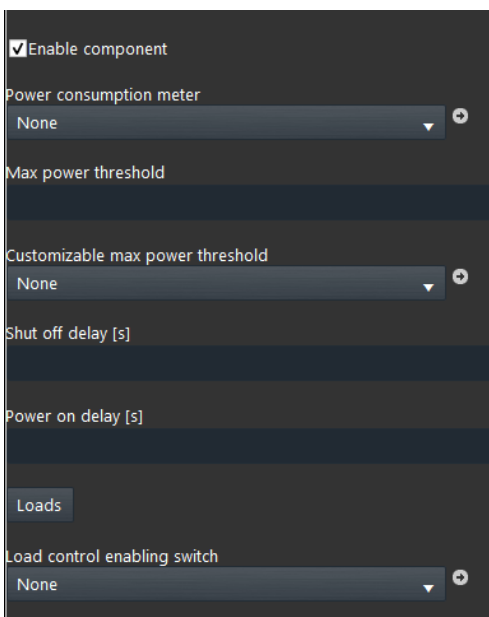 Enable component
Power consumption meter
None
Max power threshold
Customizable max power threshold
None
Shut off delay [s]
Power on delay [s]
Loads
Load control enabling switch
None